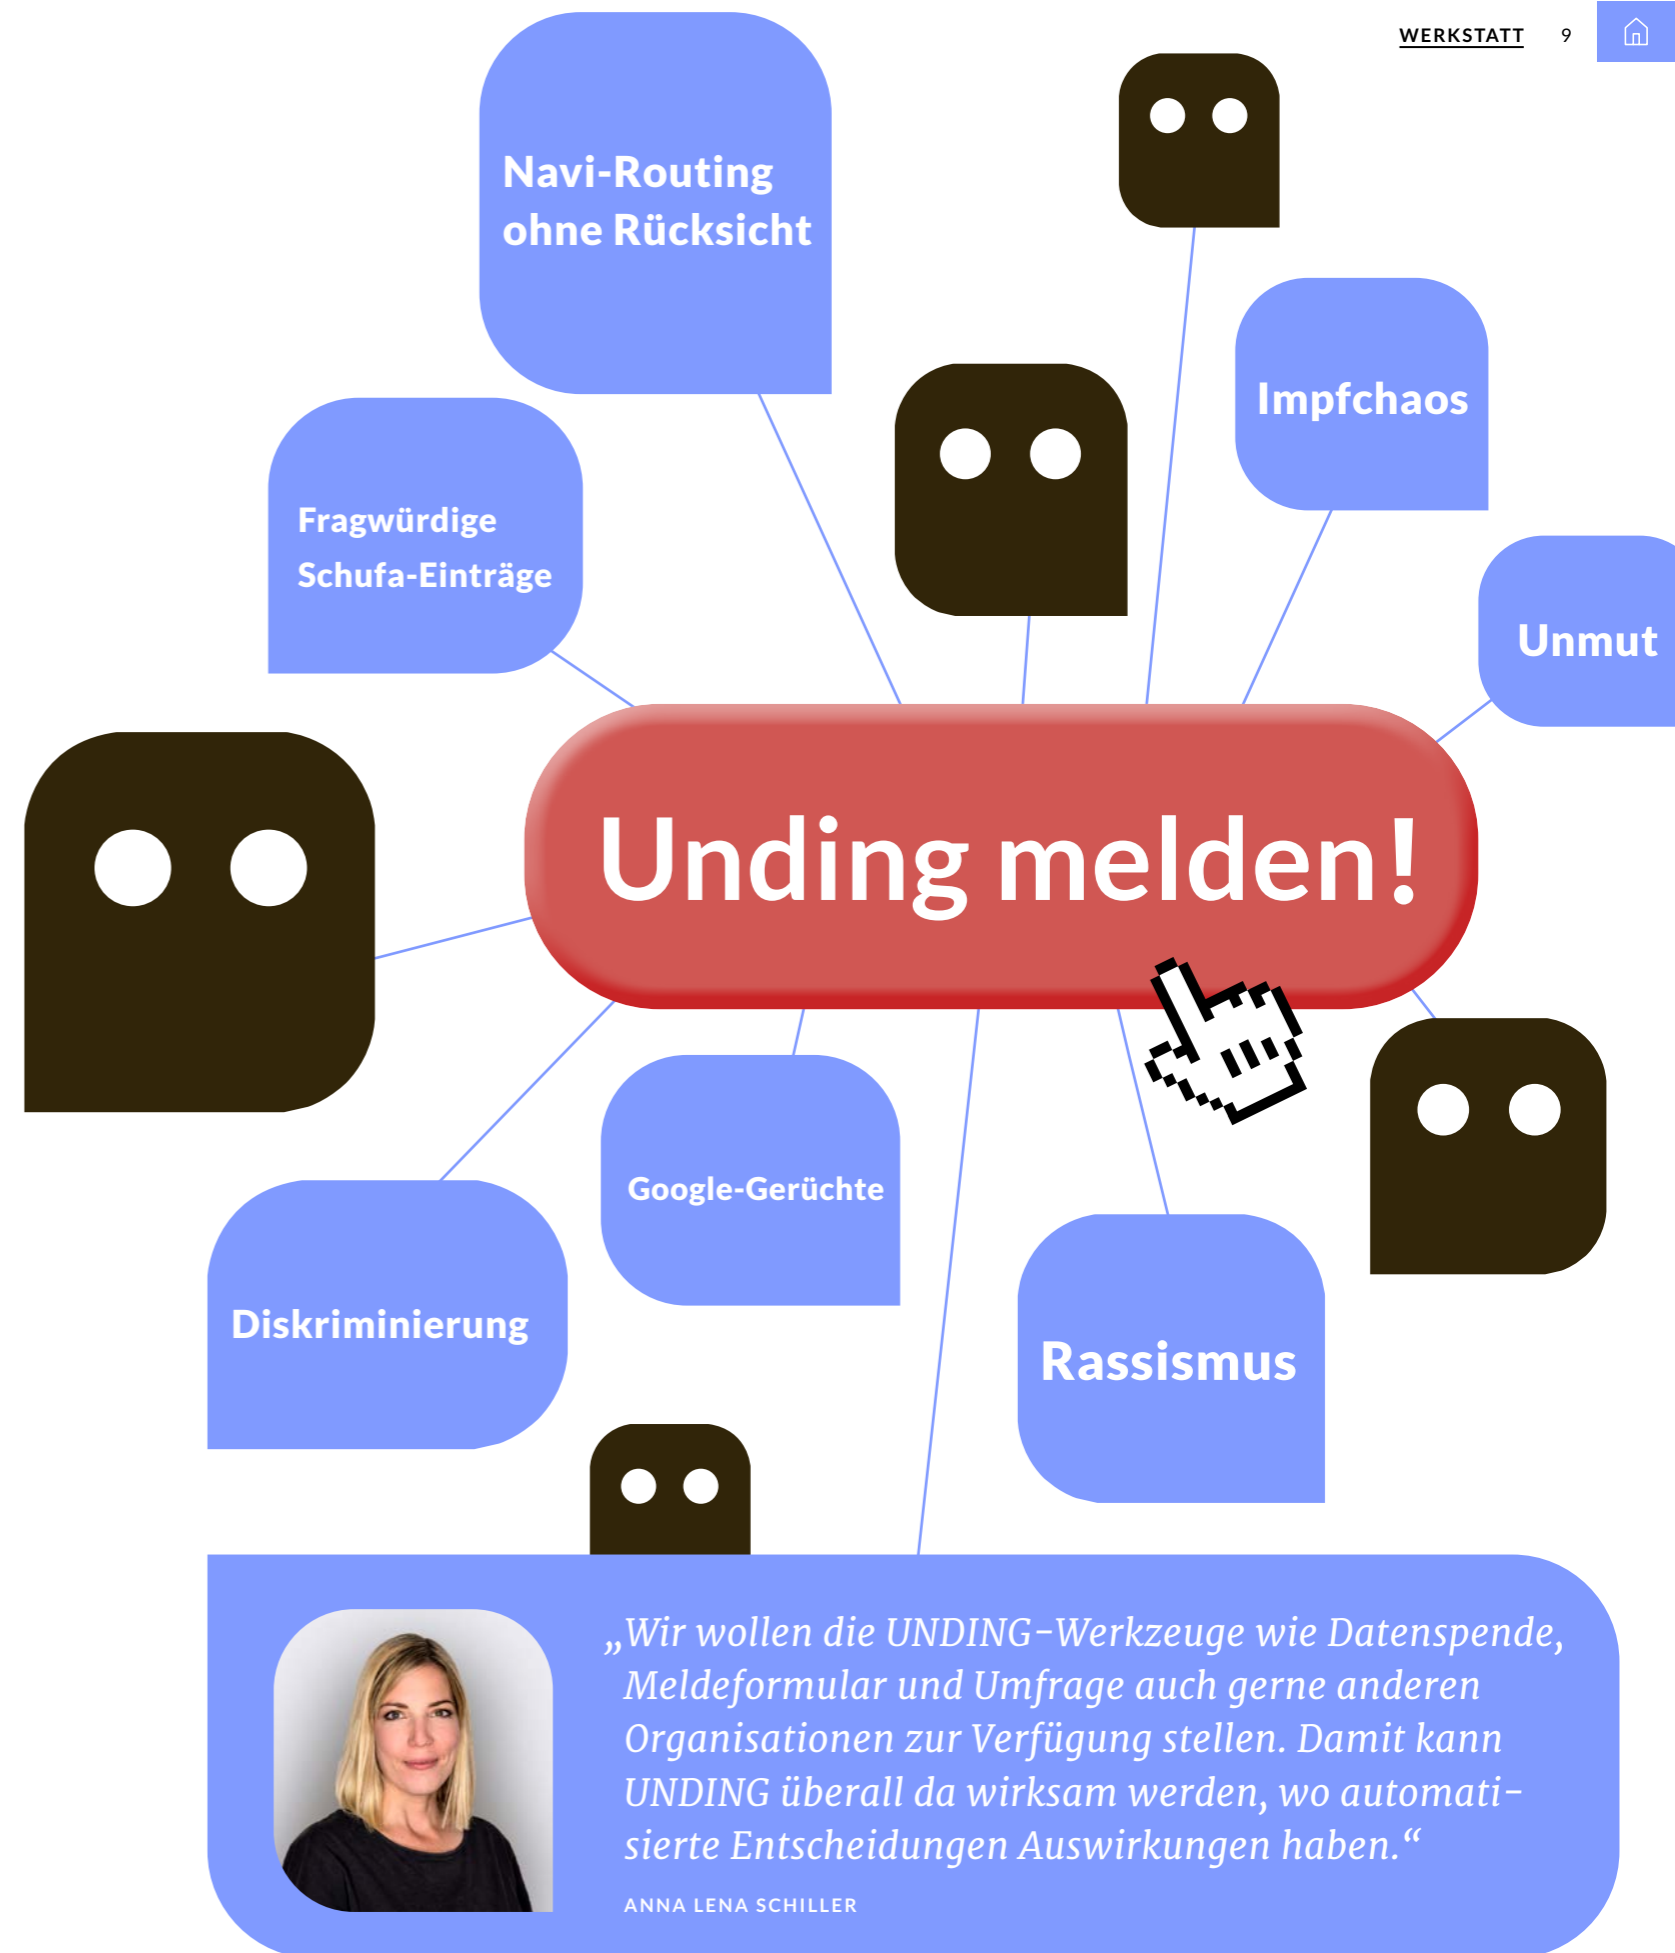 WERKSTATT 9
Navi-Routing
ohne Rücksicht
Impfchaos
Fragwürdige
Schufa-Einträge
Unmut
Unding melden!
Google-Gerüchte
Diskriminierung
Rassismus
„Wir wollen die UNDING-Werkzeuge wie Datenspende,
Meldeformular und Umfrage auch gerne anderen
Organisationen zur Verfügung stellen. Damit kann
UNDING überall da wirksam werden, wo automati-
sierte Entscheidungen Auswirkungen haben.“
ANNA LENA SCHILLER